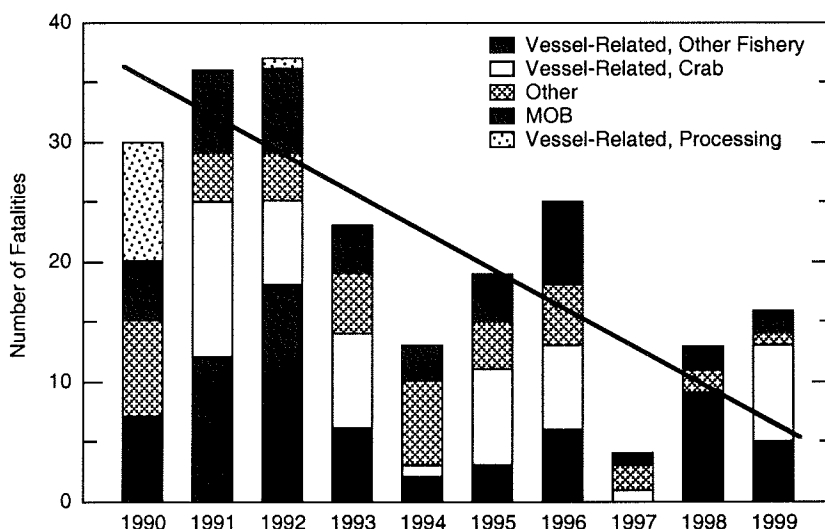 40
30
20
10
0
Number of Fatalities
Vessel-Related, Other Fishery
Vessel-Related, Crab
Other
MOB
Vessel-Related, Processing
1990 1991 1992 1993 1994 1995 1996 1997 1998 1999